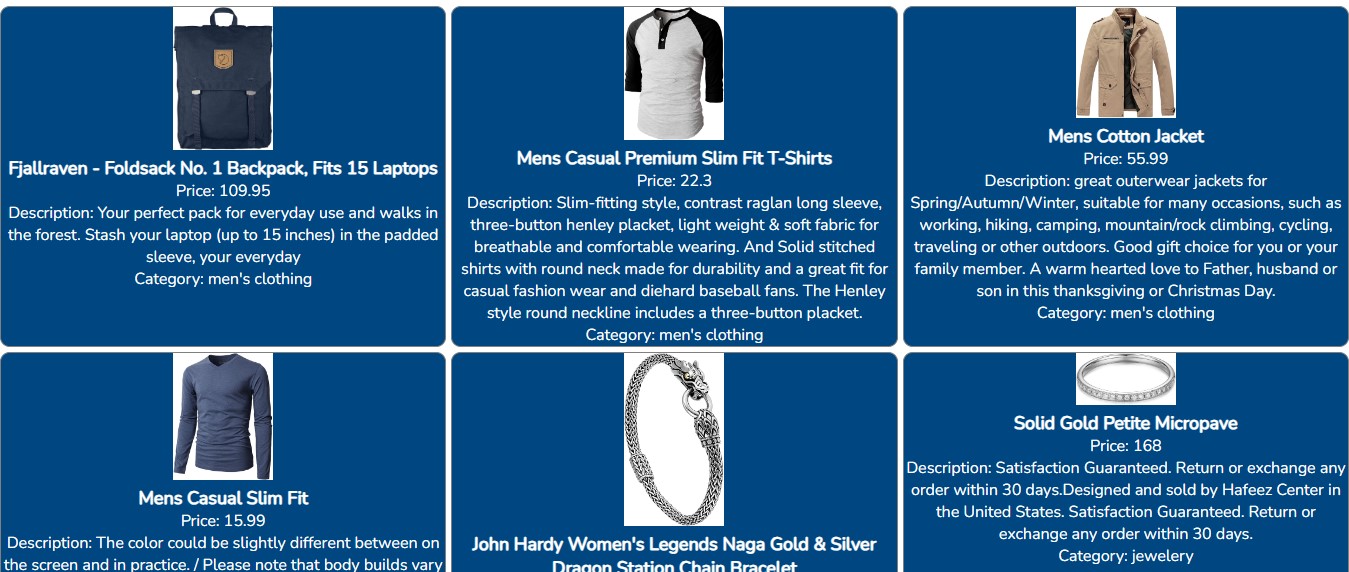 Fjallraven - Foldsack No. 1 Backpack, Fits 15 Laptops
Price: 109.95
Description: Your perfect pack for everyday use and walks in
the forest. Stash your laptop (up to 15 inches) in the padded
sleeve, your everyday
Category: men's clothing
Mens Casual Premium Slim Fit T-Shirts
Price: 22.3
Description: Slim-fitting style, contrast raglan long sleeve,
three-button henley placket, light weight & soft fabric for
breathable and comfortable wearing. And Solid stitched
shirts with round neck made for durability and a great fit for
casual fashion wear and diehard baseball fans. The Henley
style round neckline includes a three-button placket.
Category: men's clothing
Mens Cotton Jacket
Price: 55.99
Description: great outerwear jackets for
Spring/Autumn/Winter, suitable for many occasions, such as
working, hiking, camping, mountain/rock climbing, cycling,
traveling or other outdoors. Good gift choice for you or your
family member. A warm hearted love to Father, husband or
son in this thanksgiving or Christmas Day.
Category: men's clothing
Mens Casual Slim Fit
Price: 15.99
Description: The color could be slightly different between on
the screen and in practice. / Please note that body builds vary
John Hardy Women's Legends Naga Gold & Silver
Dragon Station Chain Bracelet
Solid Gold Petite Micropave
Price: 168
Description: Satisfaction Guaranteed. Return or exchange any
order within 30 days.Designed and sold by Hafeez Center in
the United States. Satisfaction Guaranteed. Return or
exchange any order within 30 days.
Category: jewelery